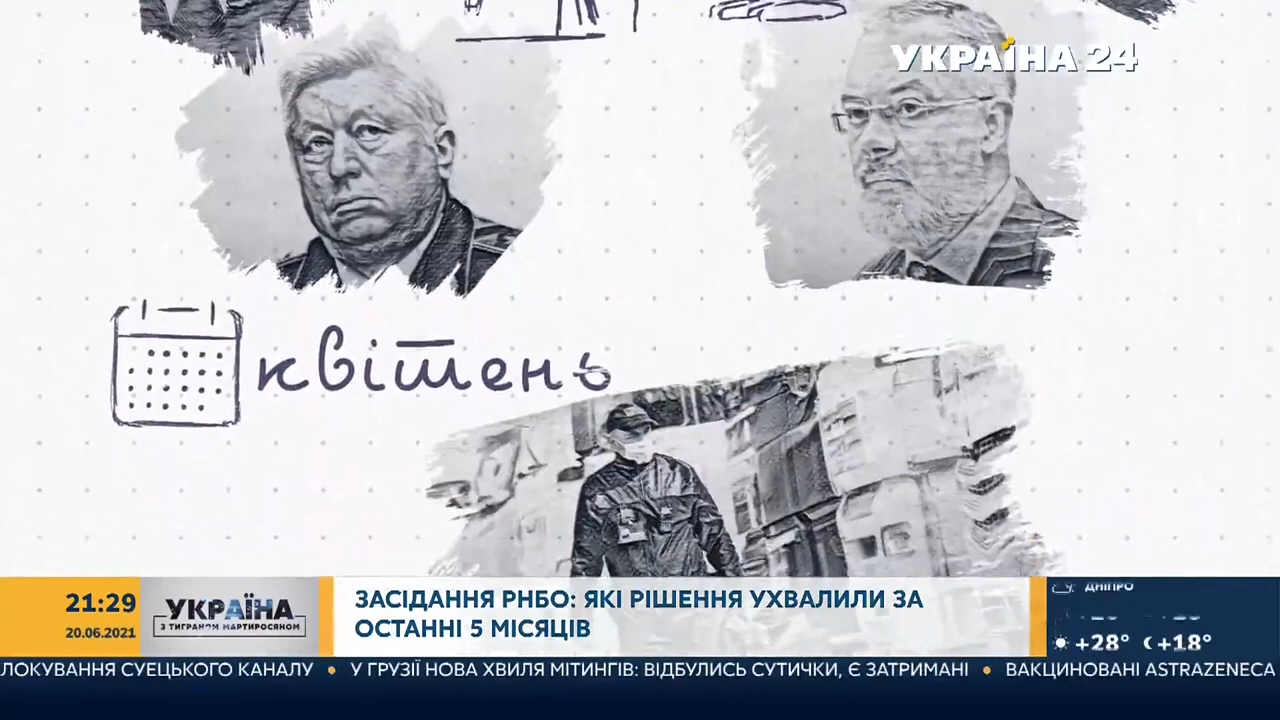 УКРАЇНА 24
квітень
21:29
20.06.2021
УКРАЇНА
З ТИГРАНОМ МАРТИРОСЯНОМ
ЗАСІДАННЯ РНБО: ЯКІ РІШЕННЯ УХВАЛИЛИ ЗА
ОСТАННІ 5 МІСЯЦІВ
ДНІПРО
+28° +18°
ЛОКУВАННЯ СУЕЦЬКОГО КАНАЛУ • У ГРУЗІЇ НОВА ХВИЛЯ МІТИНГІВ: ВІДБУЛИСЬ СУТИЧКИ, Є ЗАТРИМАНІ • ВАКЦИНОВАНІ ASTRAZENECA